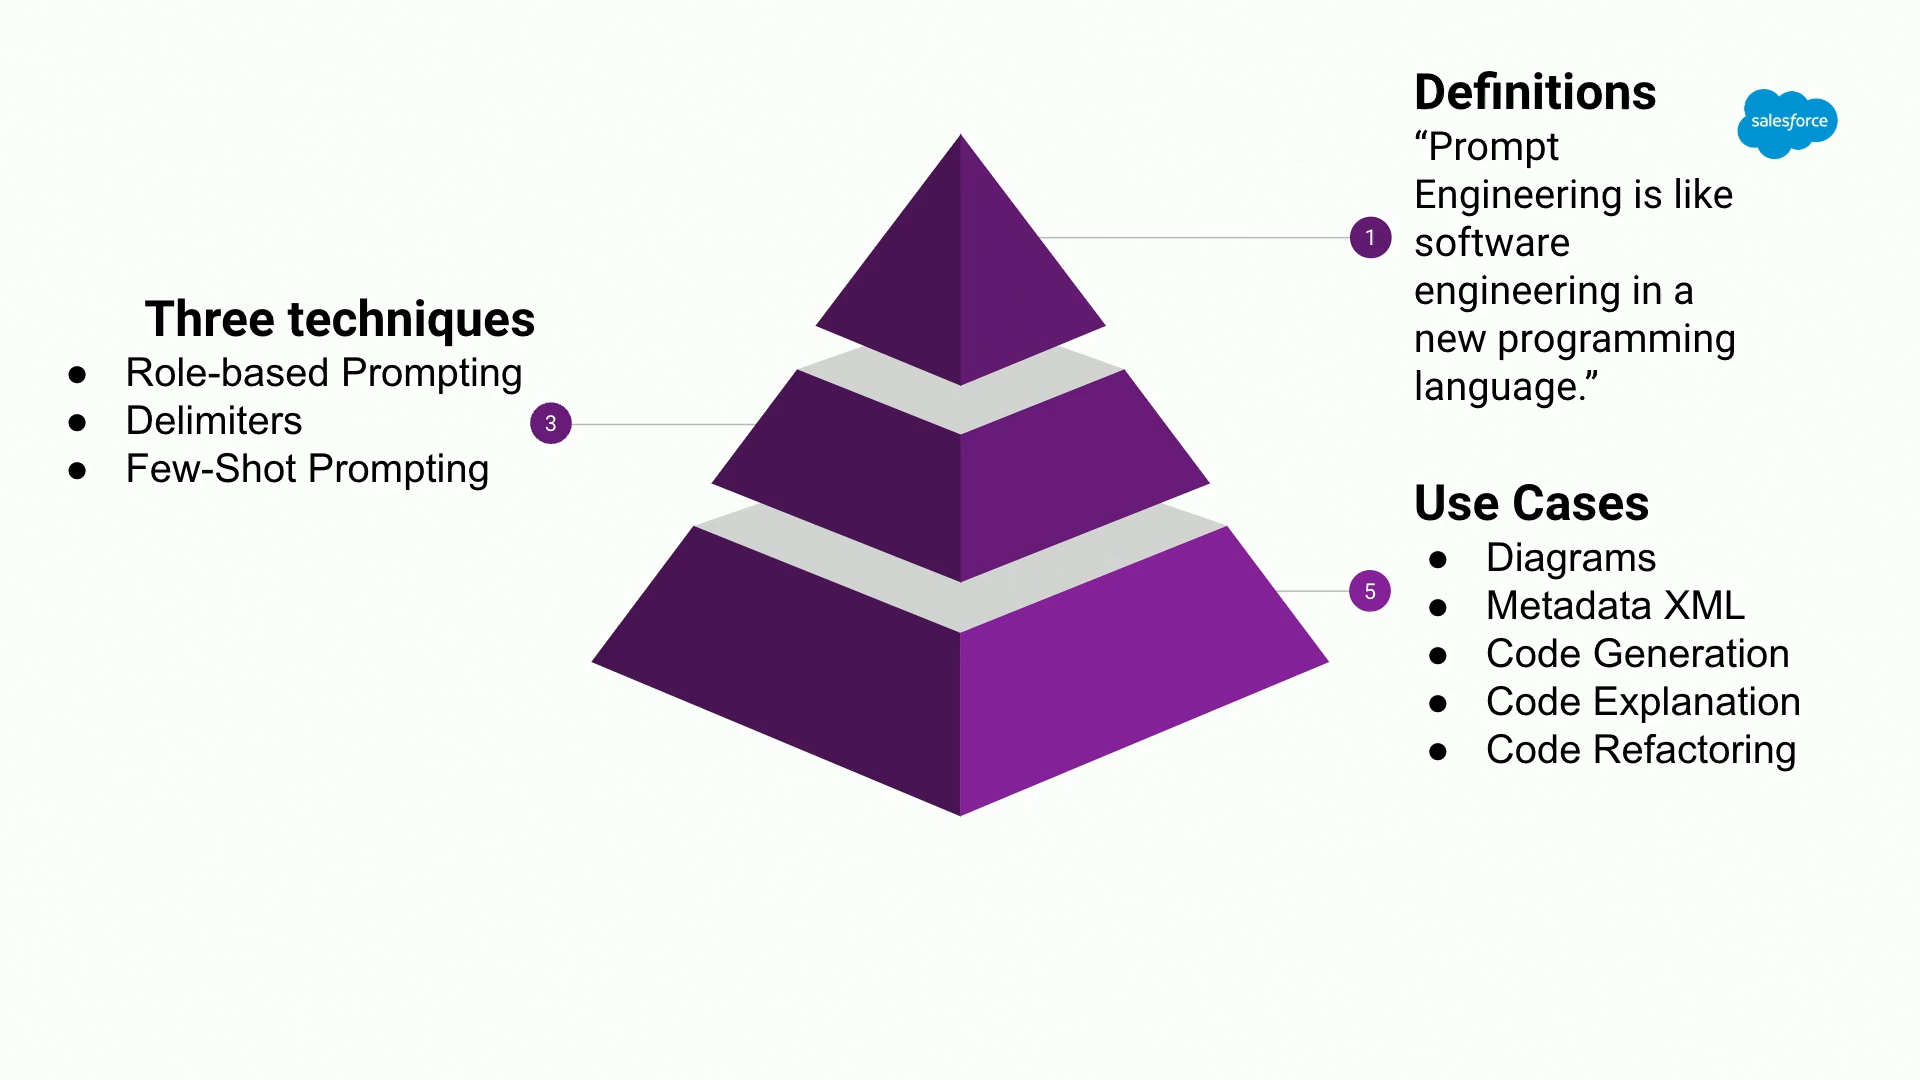 Definitions
salesforce
“Prompt
Engineering is like
software
engineering in a
new programming
language.”
1
Three techniques
● Role-based Prompting
● Delimiters
● Few-Shot Prompting
3
Use Cases
● Diagrams
● Metadata XML
● Code Generation
● Code Explanation
● Code Refactoring
5